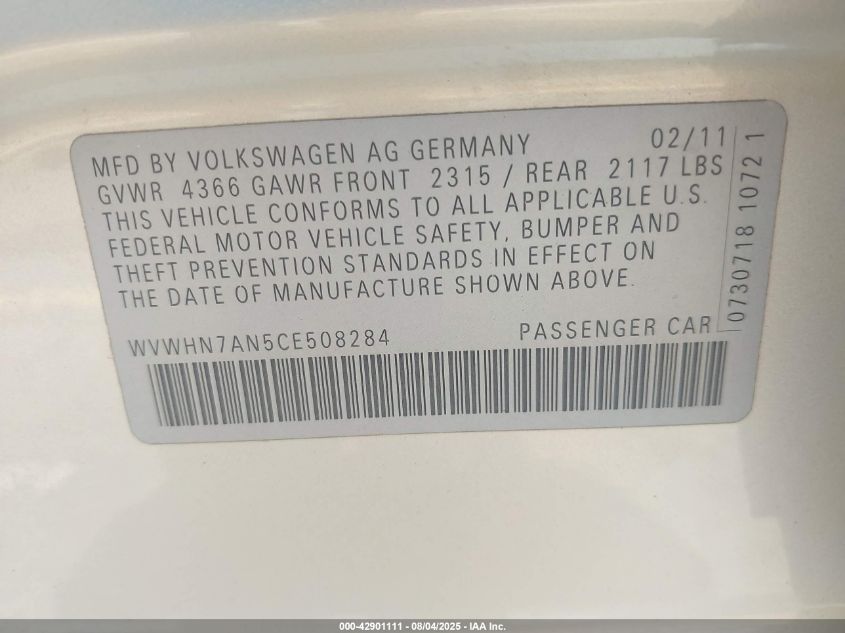 MFD BY VOLKSWAGEN AG GERMANY 02/11
GVWR 4366 GAWR FRONT 2315 / REAR 2117 LBS
THIS VEHICLE CONFORMS TO ALL APPLICABLE U.S.
FEDERAL MOTOR VEHICLE SAFETY, BUMPER AND
THEFT PREVENTION STANDARDS IN EFFECT ON
THE DATE OF MANUFACTURE SHOWN ABOVE.
WVWHN7AN5CE508284 PASSENGER CAR
0730718 1072 1
000-42901111 - 08/04/2025 - IAA Inc.